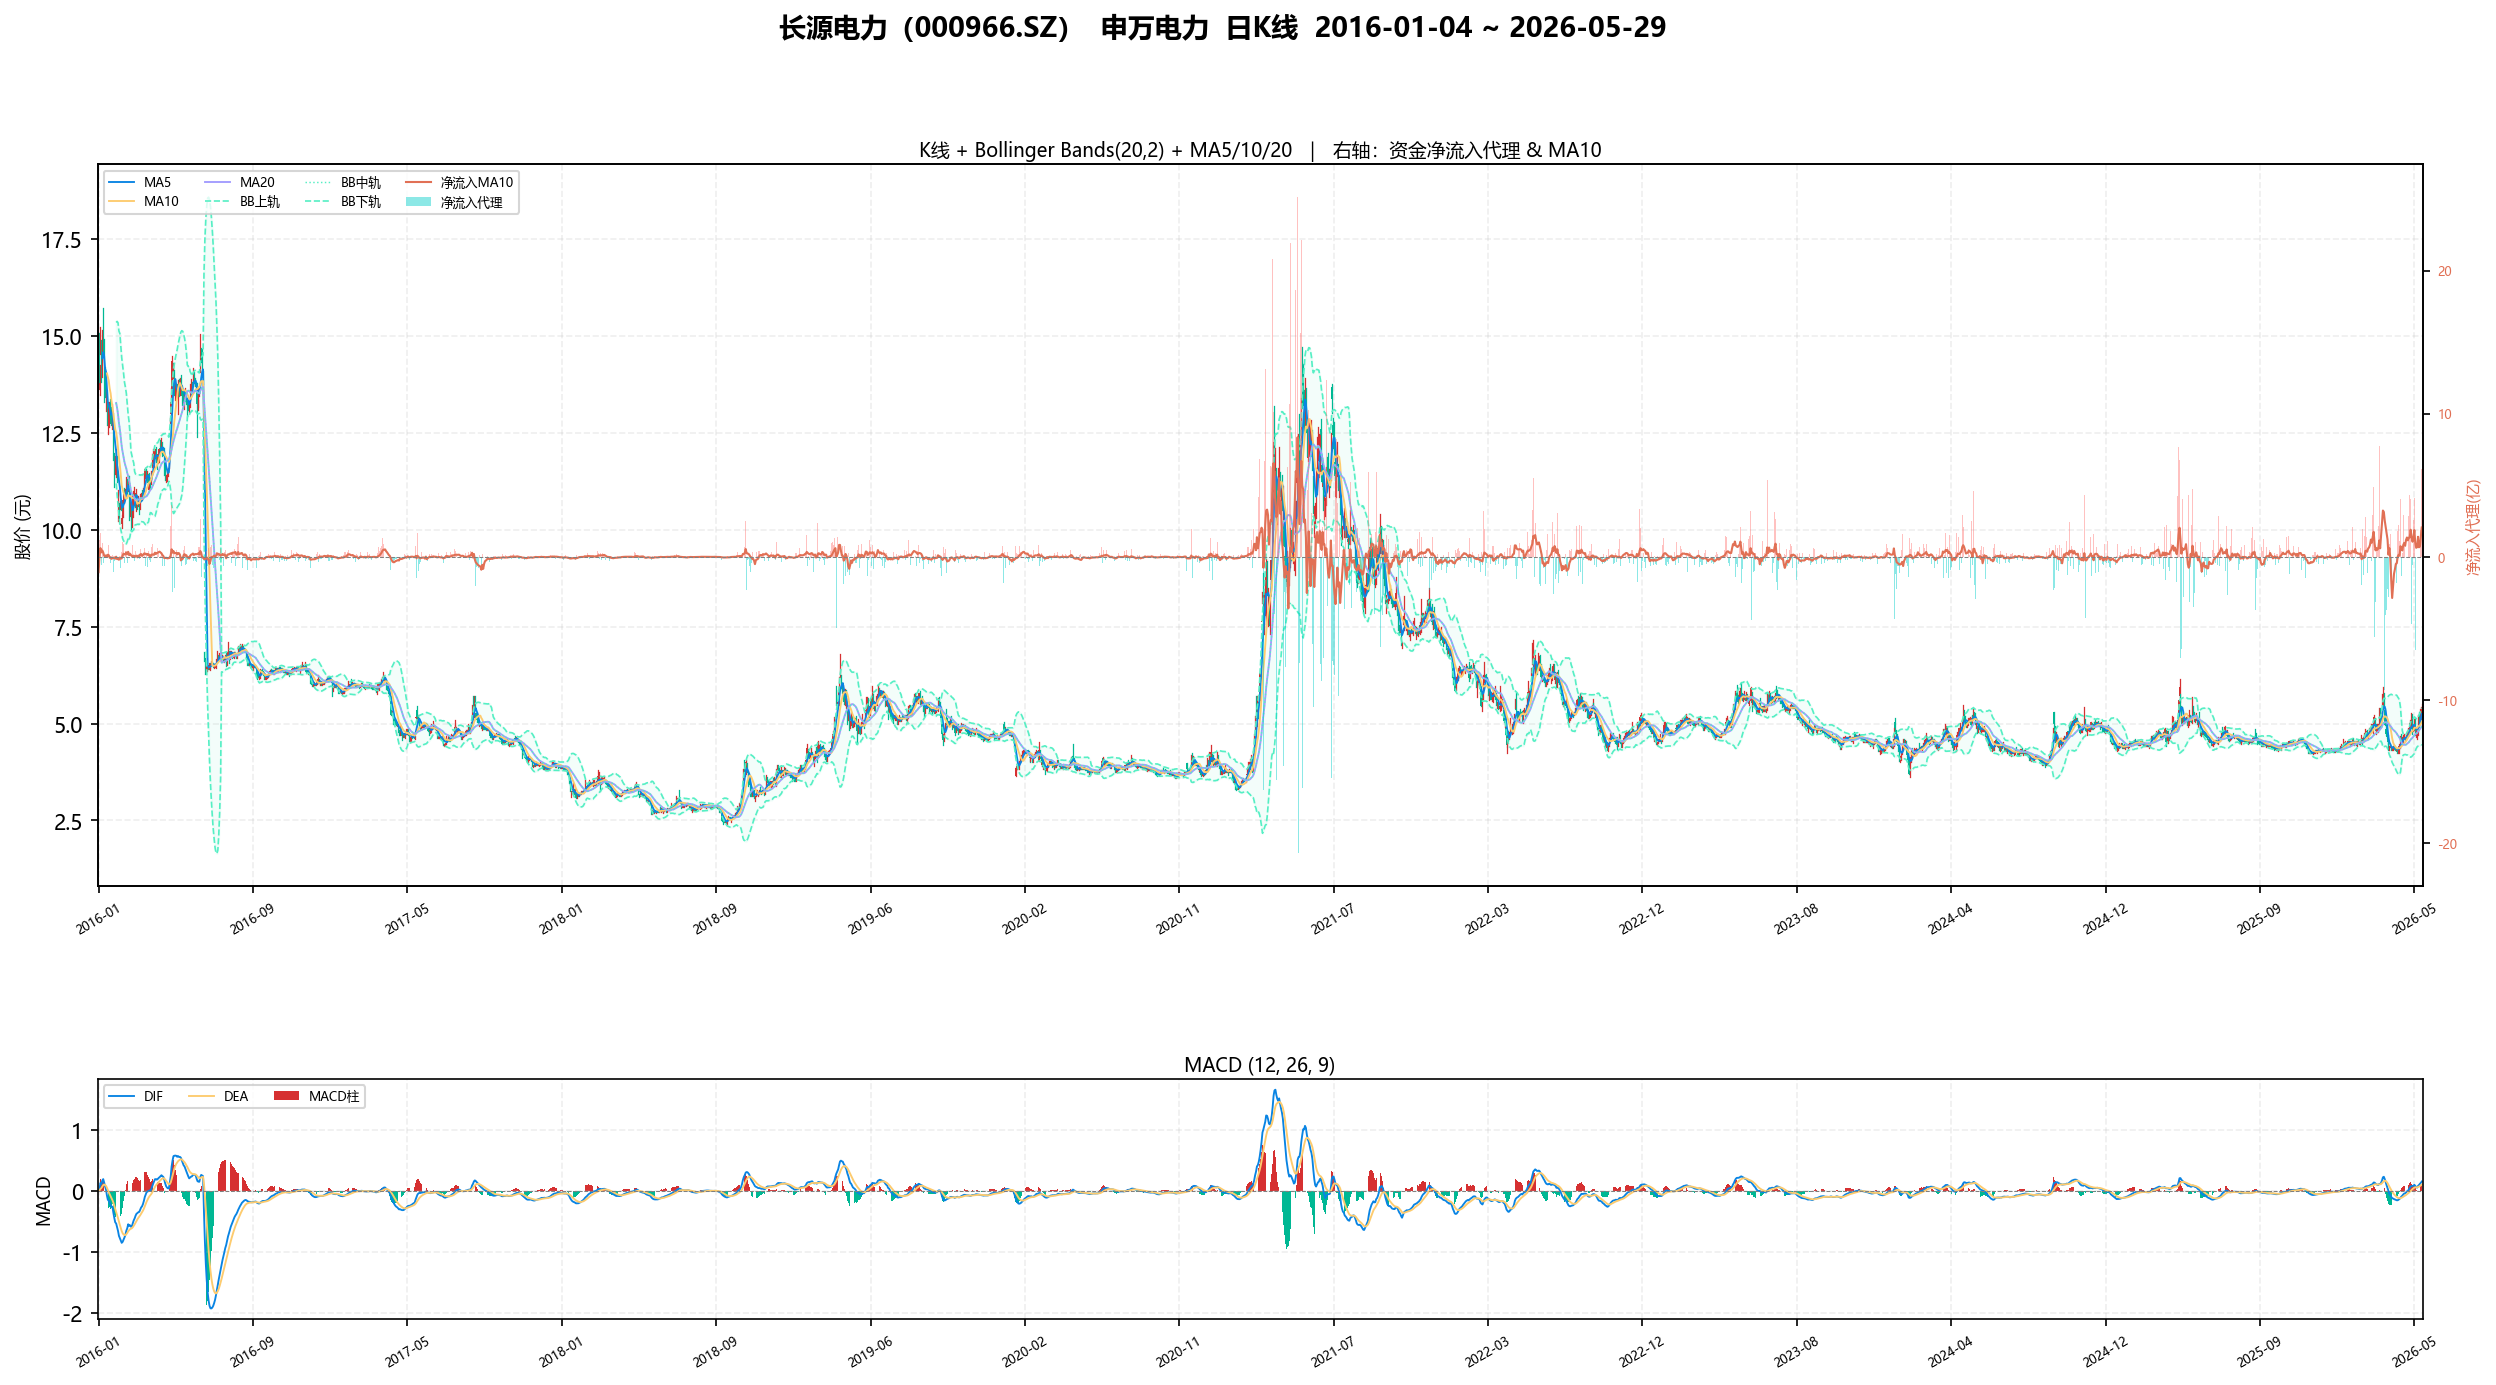 长源电力（000966.SZ） 申万电力 日K线 2016-01-04 ~ 2026-05-29
K线 + Bollinger Bands(20,2) + MA5/10/20 | 右轴：资金净流入代理 & MA10
MA5 MA20 BB中轨 净流入MA10
MA10 BB上轨 BB下轨 净流入代理
股价 (元)
17.5
15.0
12.5
10.0
7.5
5.0
2.5
净流入代理(亿)
20
10
0
-10
-20
2016-01 2016-09 2017-05 2018-01 2018-09 2019-06 2020-02 2020-11 2021-07 2022-03 2022-12 2023-08 2024-04 2024-12 2025-09 2026-05
MACD (12, 26, 9)
DIF DEA MACD柱
MACD
1
0
-1
-2
2016-01 2016-09 2017-05 2018-01 2018-09 2019-06 2020-02 2020-11 2021-07 2022-03 2022-12 2023-08 2024-04 2024-12 2025-09 2026-05